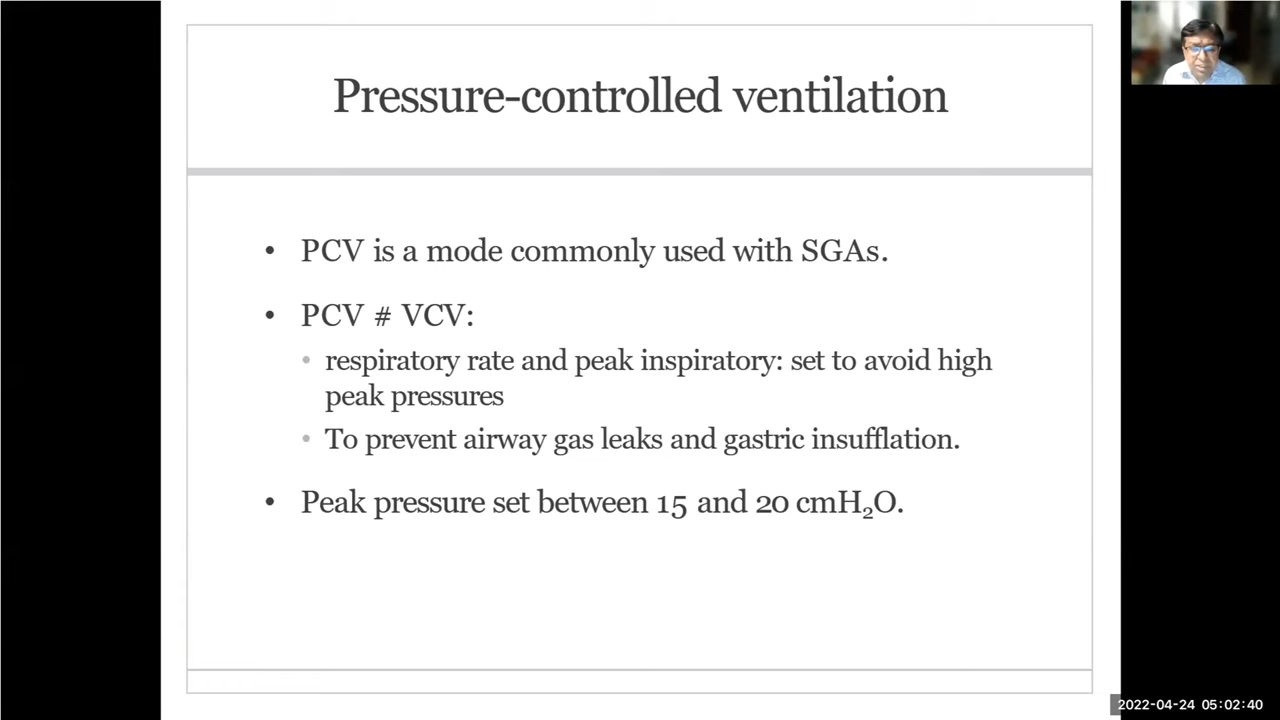 Pressure-controlled ventilation
• PCV is a mode commonly used with SGAs.
• PCV # VCV:
• respiratory rate and peak inspiratory: set to avoid high
peak pressures
• To prevent airway gas leaks and gastric insufflation.
• Peak pressure set between 15 and 20 cmH₂O.
2022-04-24 05:02:40